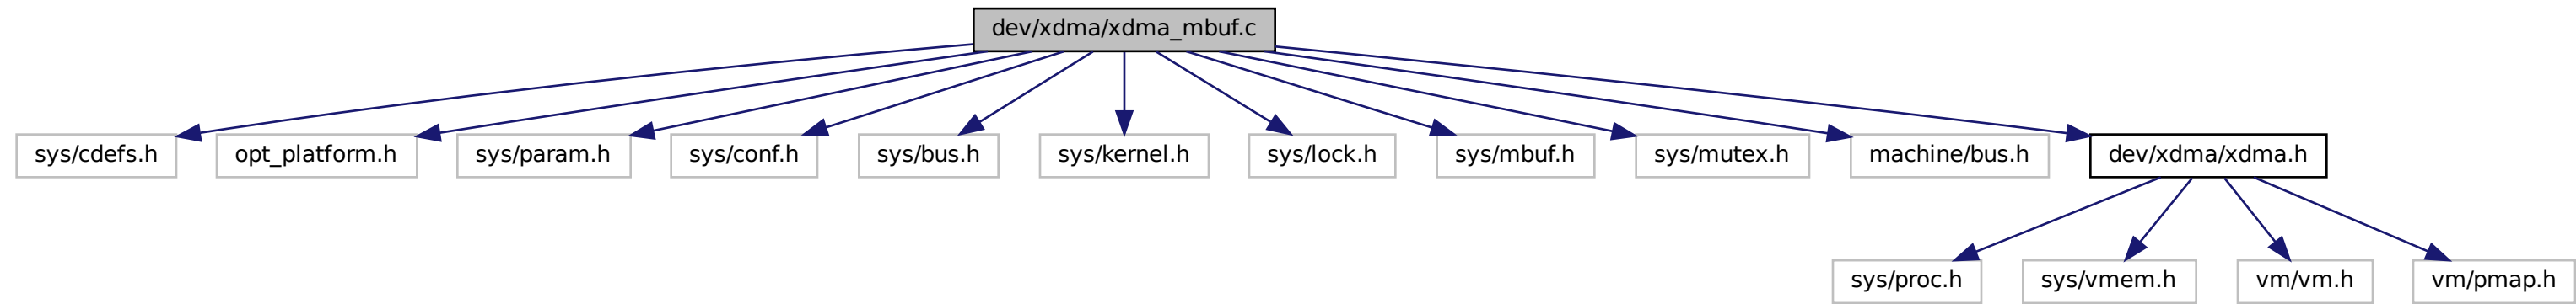 dev/xdma/xdma_mbuf.c
sys/cdefs.h
opt_platform.h
sys/param.h
sys/conf.h
sys/bus.h
sys/kernel.h
sys/lock.h
sys/mbuf.h
sys/mutex.h
machine/bus.h
dev/xdma/xdma.h
sys/proc.h
sys/vmem.h
vm/vm.h
vm/pmap.h